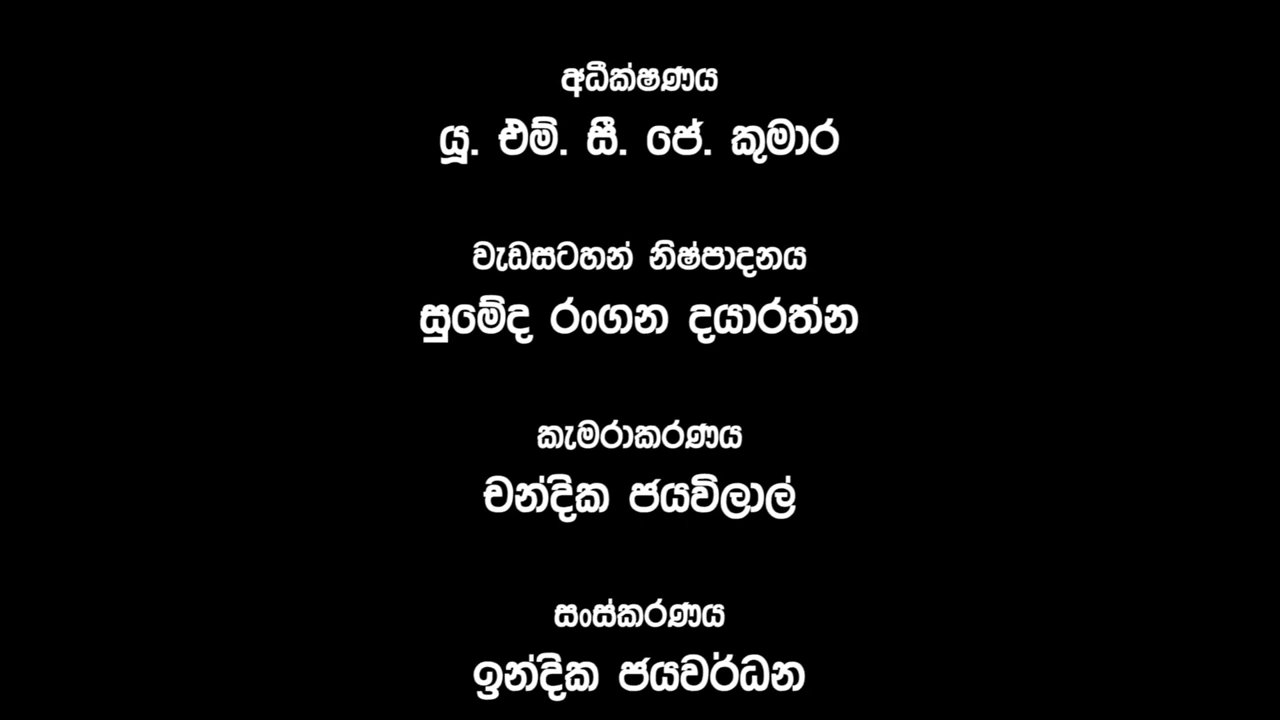 අධීක්ෂණය
යූ. එම්. සී. ජේ. කුමාර
වැඩසටහන් නිෂ්පාදනය
සුමේද රංගන දයාරත්න
කැමරාකරණය
චන්දික ජයවිලාල්
සංස්කරණය
ඉන්දික ජයවර්ධන